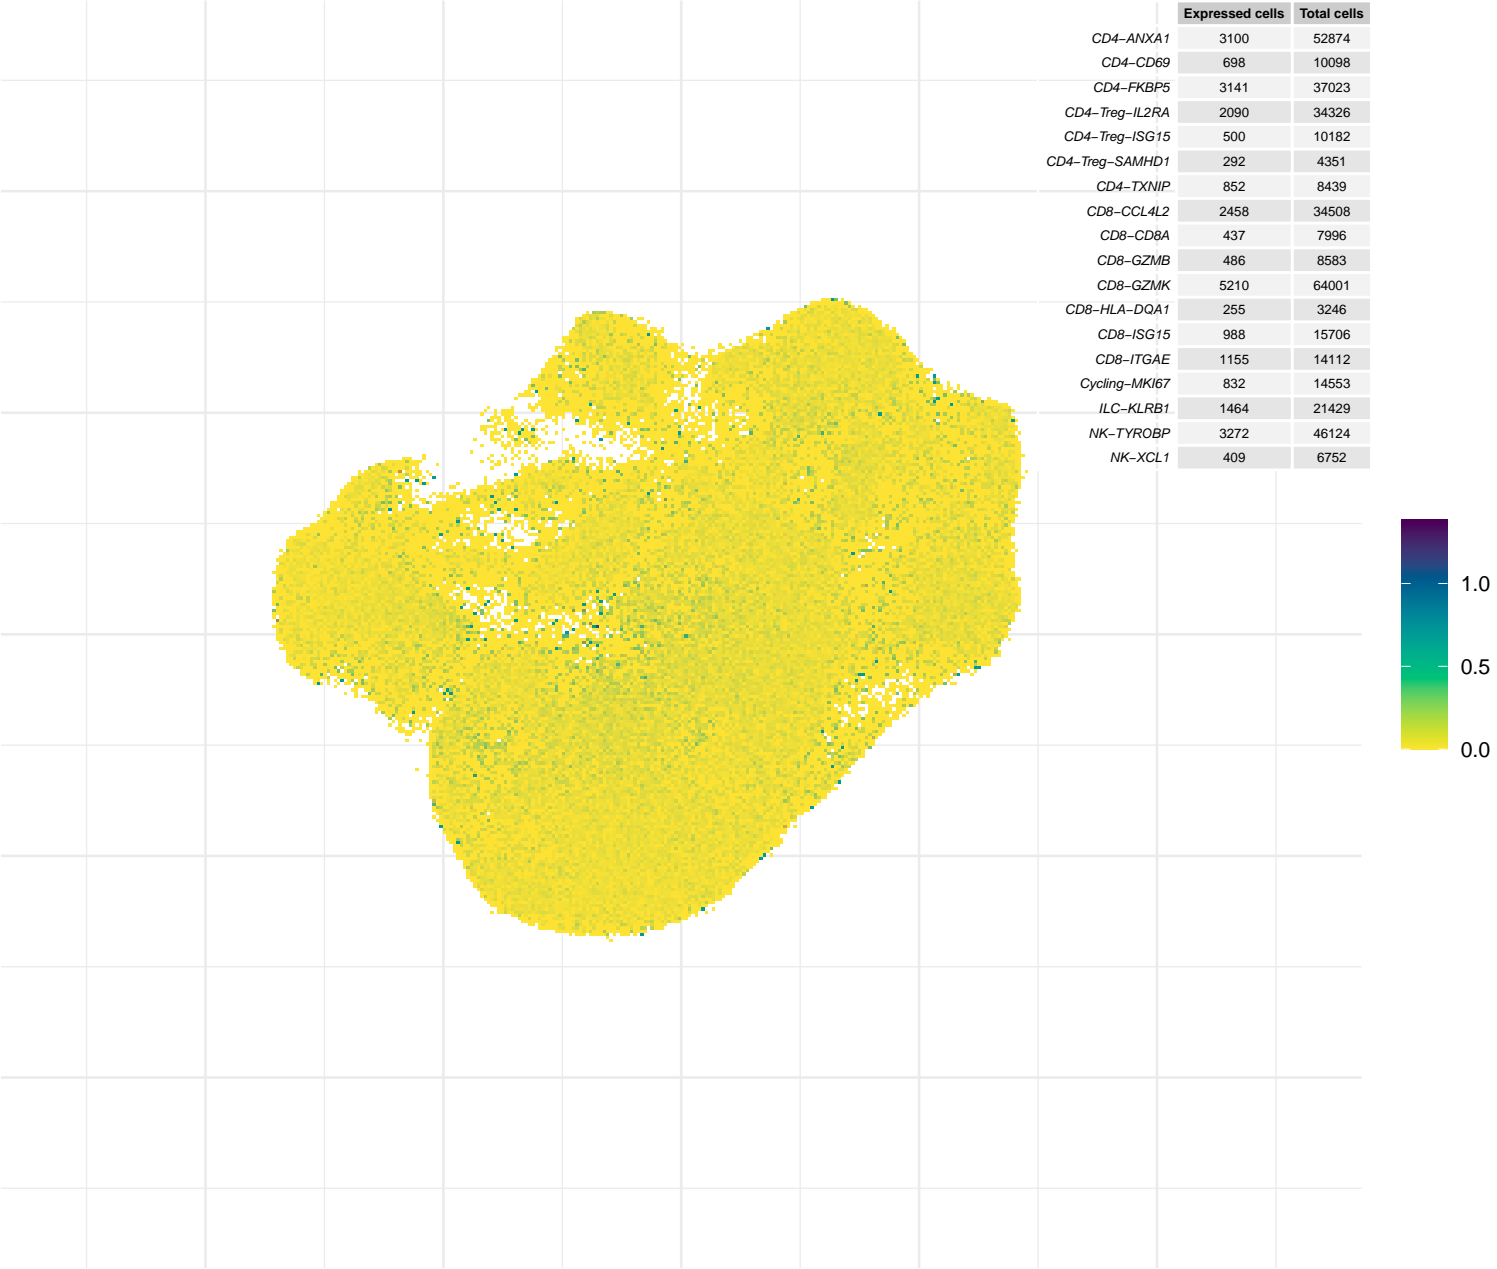 Expressed cells Total cells
CD4−ANXA1 3100 52874
CD4−CD69 698 10098
CD4−FKBP5 3141 37023
CD4−Treg−IL2RA 2090 34326
CD4−Treg−ISG15 500 10182
CD4−Treg−SAMHD1 292 4351
CD4−TXNIP 852 8439
CD8−CCL4L2 2458 34508
CD8−CD8A 437 7996
CD8−GZMB 486 8583
CD8−GZMK 5210 64001
CD8−HLA−DQA1 255 3246
CD8−ISG15 988 15706
CD8−ITGAE 1155 14112
Cycling−MKI67 832 14553
ILC−KLRB1 1464 21429
NK−TYROBP 3272 46124
NK−XCL1 409 6752
1.0
0.5
0.0